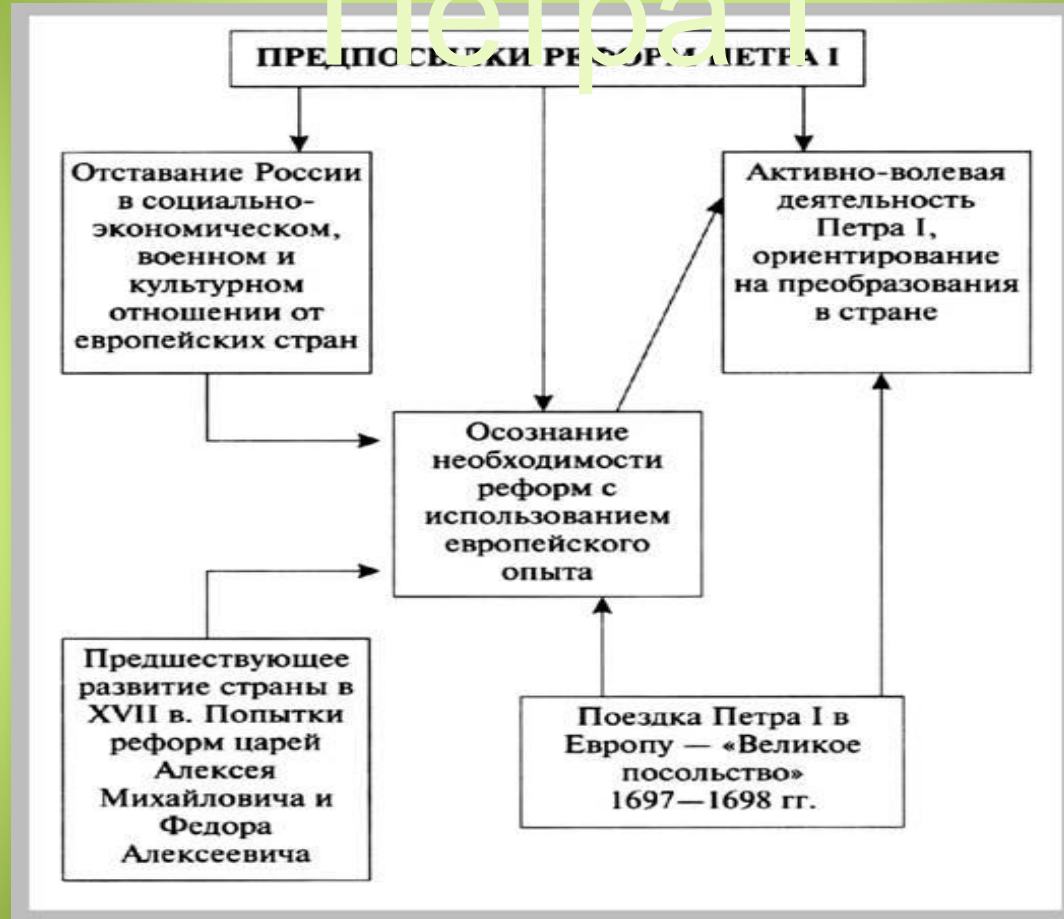 Петра I
ПРЕДПОСЫЛКИ РЕФОРМ ПЕТРА I
Отставание России
в социально-
экономическом,
военном и
культурном
отношении от
европейских стран
Активно-волевая
деятельность
Петра I,
ориентирование
на преобразования
в стране
Осознание
необходимости
реформ с
использованием
европейского
опыта
Предшествующее
развитие страны в
XVII в. Попытки
реформ царей
Алексея
Михайловича и
Федора
Алексеевича
Поездка Петра I в
Европу — «Великое
посольство»
1697—1698 гг.